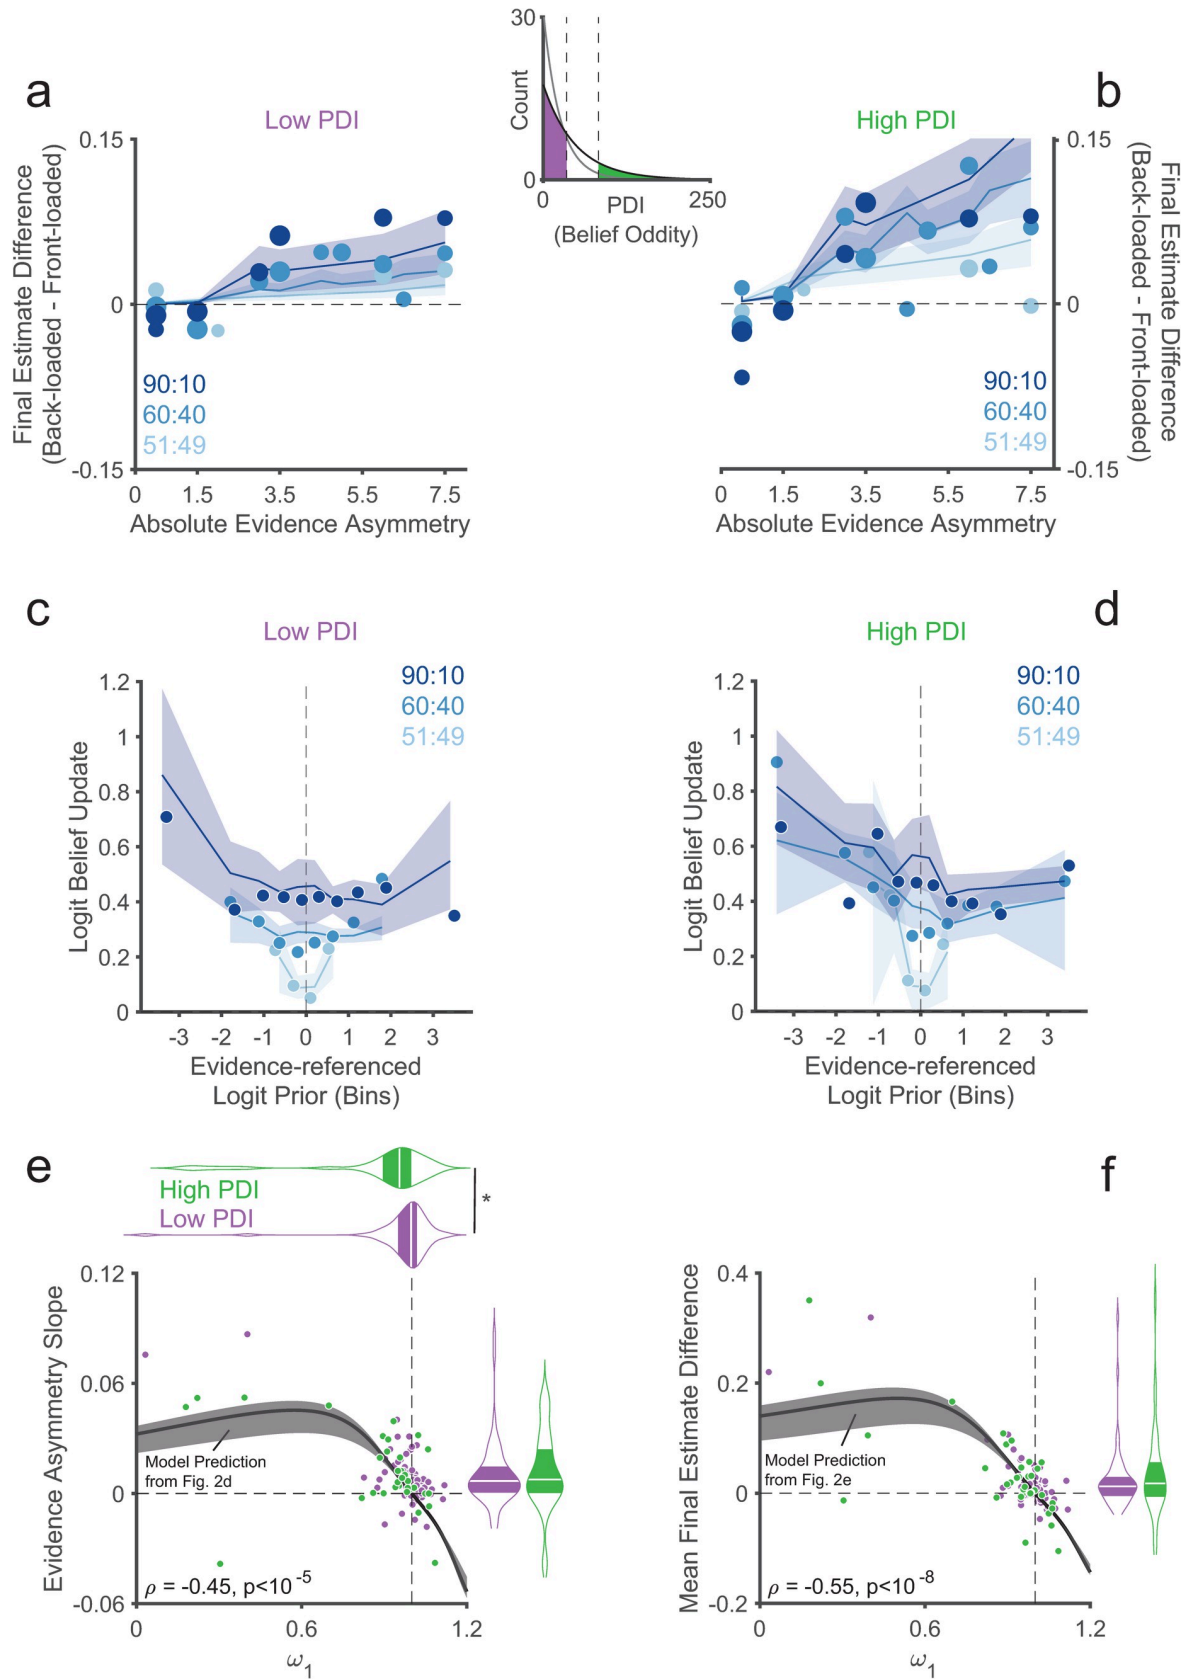 30
Count
0
0
PDI
250
(Belief Oddity)
a
Low PDI
0.15
0
-0.15
Final Estimate Difference
(Back-loaded - Front-loaded)
90:10
60:40
51:49
0 1.5 3.5 5.5 7.5
Absolute Evidence Asymmetry
b
High PDI
0.15
0
-0.15
Final Estimate Difference
(Back-loaded - Front-loaded)
90:10
60:40
51:49
0 1.5 3.5 5.5 7.5
Absolute Evidence Asymmetry
c
Low PDI
90:10
60:40
51:49
1.2
1
0.8
0.6
0.4
0.2
0
Logit Belief Update
-3 -2 -1 0 1 2 3
Evidence-referenced
Logit Prior (Bins)
d
High PDI
90:10
60:40
51:49
1.2
1
0.8
0.6
0.4
0.2
0
Logit Belief Update
-3 -2 -1 0 1 2 3
Evidence-referenced
Logit Prior (Bins)
e
High PDI
Low PDI
*
0.12
0.06
0
-0.06
Evidence Asymmetry Slope
Model Prediction
from Fig. 2d
ρ = -0.45, p<10⁻⁵
0 0.6 1.2
ω₁
f
0.4
0.2
0
-0.2
Mean Final Estimate Difference
Model Prediction
from Fig. 2e
ρ = -0.55, p<10⁻⁸
0 0.6 1.2
ω₁